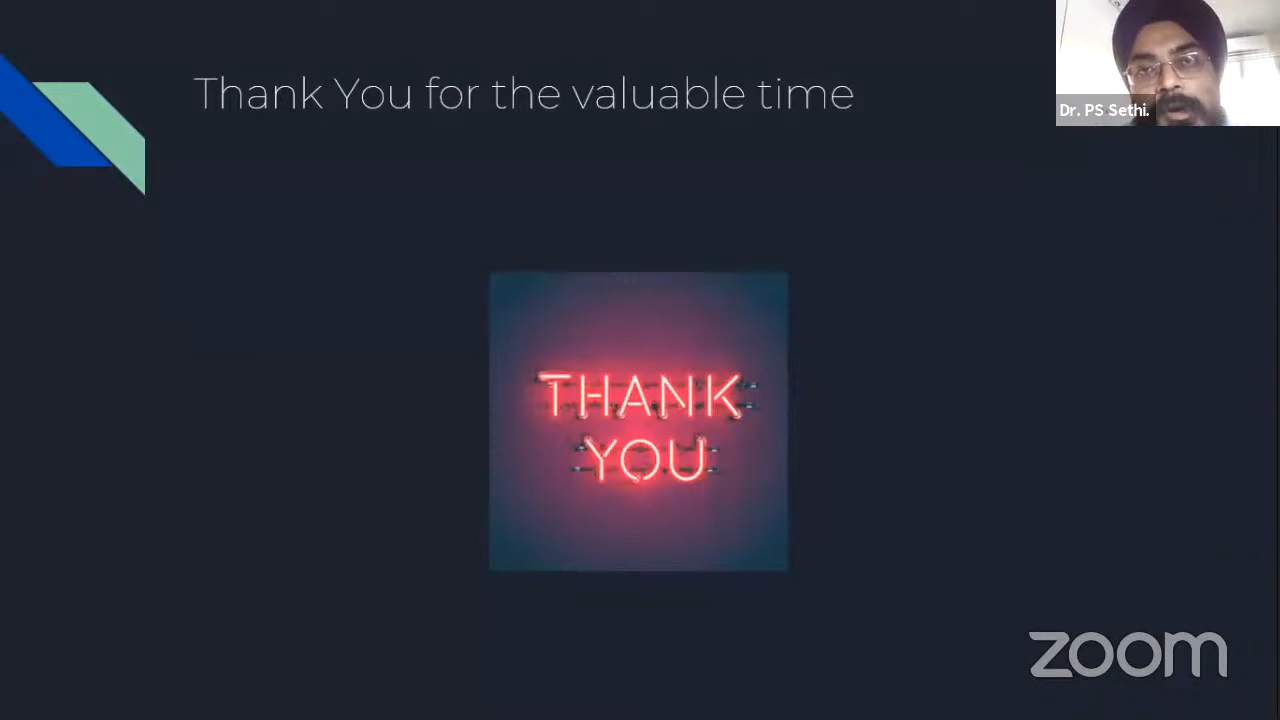 Thank You for the valuable time
Dr. PS Sethi.
THANK
YOU
zoom